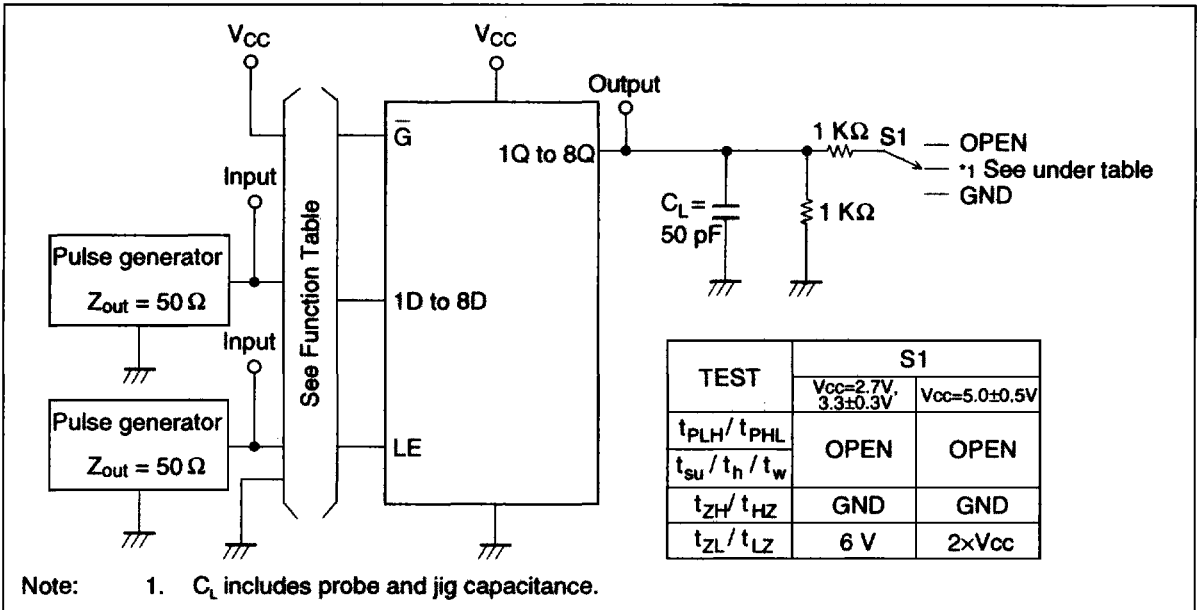 VCC
VCC
Output
G
1Q to 8Q
1 KΩ
S1
OPEN
*1 See under table
GND
Input
CL=
50 pF
1 KΩ
Pulse generator
Zout = 50 Ω
See Function Table
1D to 8D
Input
Pulse generator
Zout = 50 Ω
LE
TEST
S1
Vcc=2.7V,
3.3±0.3V
Vcc=5.0±0.5V
tPLH/ tPHL
OPEN
OPEN
tsu / th / tw
tZH/ tHZ
GND
GND
tZL/ tLZ
6 V
2×Vcc
Note: 1. CL includes probe and jig capacitance.